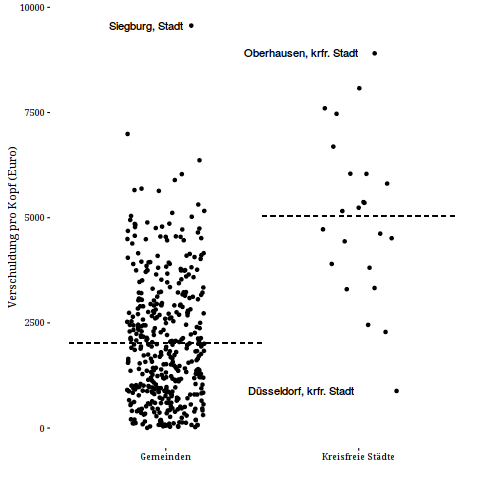 10000
Siegburg, Stadt
Oberhausen, krfr. Stadt
7500
Verschuldung pro Kopf (Euro)
5000
2500
Düsseldorf, krfr. Stadt
0
Gemeinden
Kreisfreie Städte